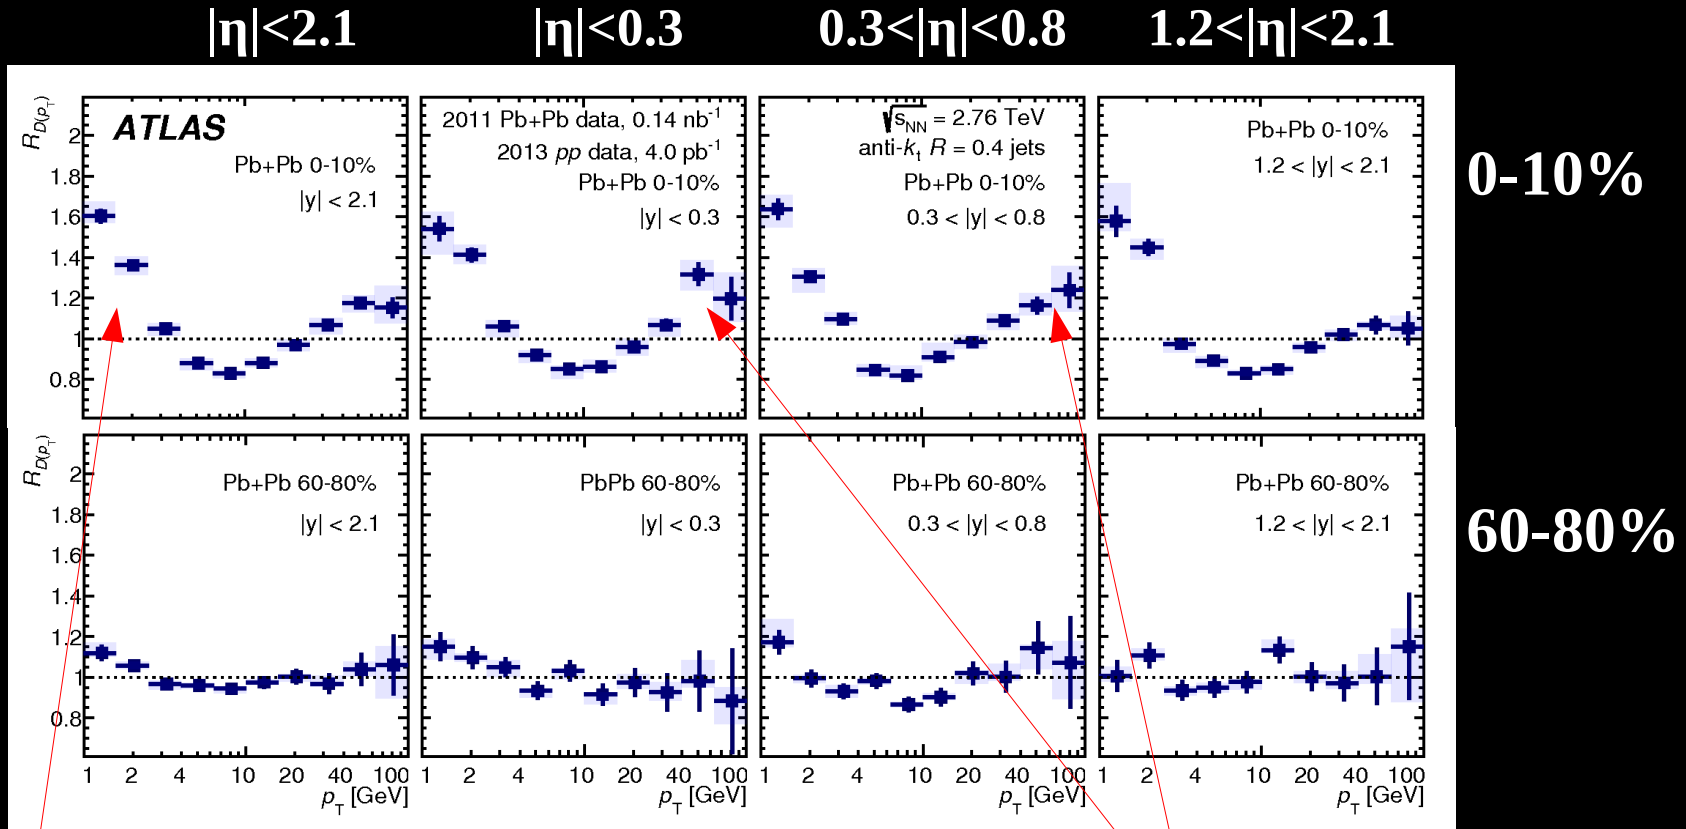 |η|<2.1 |η|<0.3 0.3<|η|<0.8 1.2<|η|<2.1
R_D(p_T)
2
1.8
1.6
1.4
1.2
1
0.8
ATLAS
Pb+Pb 0-10%
|y| < 2.1
2011 Pb+Pb data, 0.14 nb⁻¹
2013 pp data, 4.0 pb⁻¹
Pb+Pb 0-10%
|y| < 0.3
√s_NN = 2.76 TeV
anti-k_t R = 0.4 jets
Pb+Pb 0-10%
0.3 < |y| < 0.8
Pb+Pb 0-10%
1.2 < |y| < 2.1
0-10%
R_D(p_T)
2
1.8
1.6
1.4
1.2
1
0.8
Pb+Pb 60-80%
|y| < 2.1
PbPb 60-80%
|y| < 0.3
Pb+Pb 60-80%
0.3 < |y| < 0.8
Pb+Pb 60-80%
1.2 < |y| < 2.1
60-80%
1 2 4 10 20 40 100
p_T [GeV]
1 2 4 10 20 40 100
p_T [GeV]
1 2 4 10 20 40 100
p_T [GeV]
1 2 4 10 20 40 100
p_T [GeV]